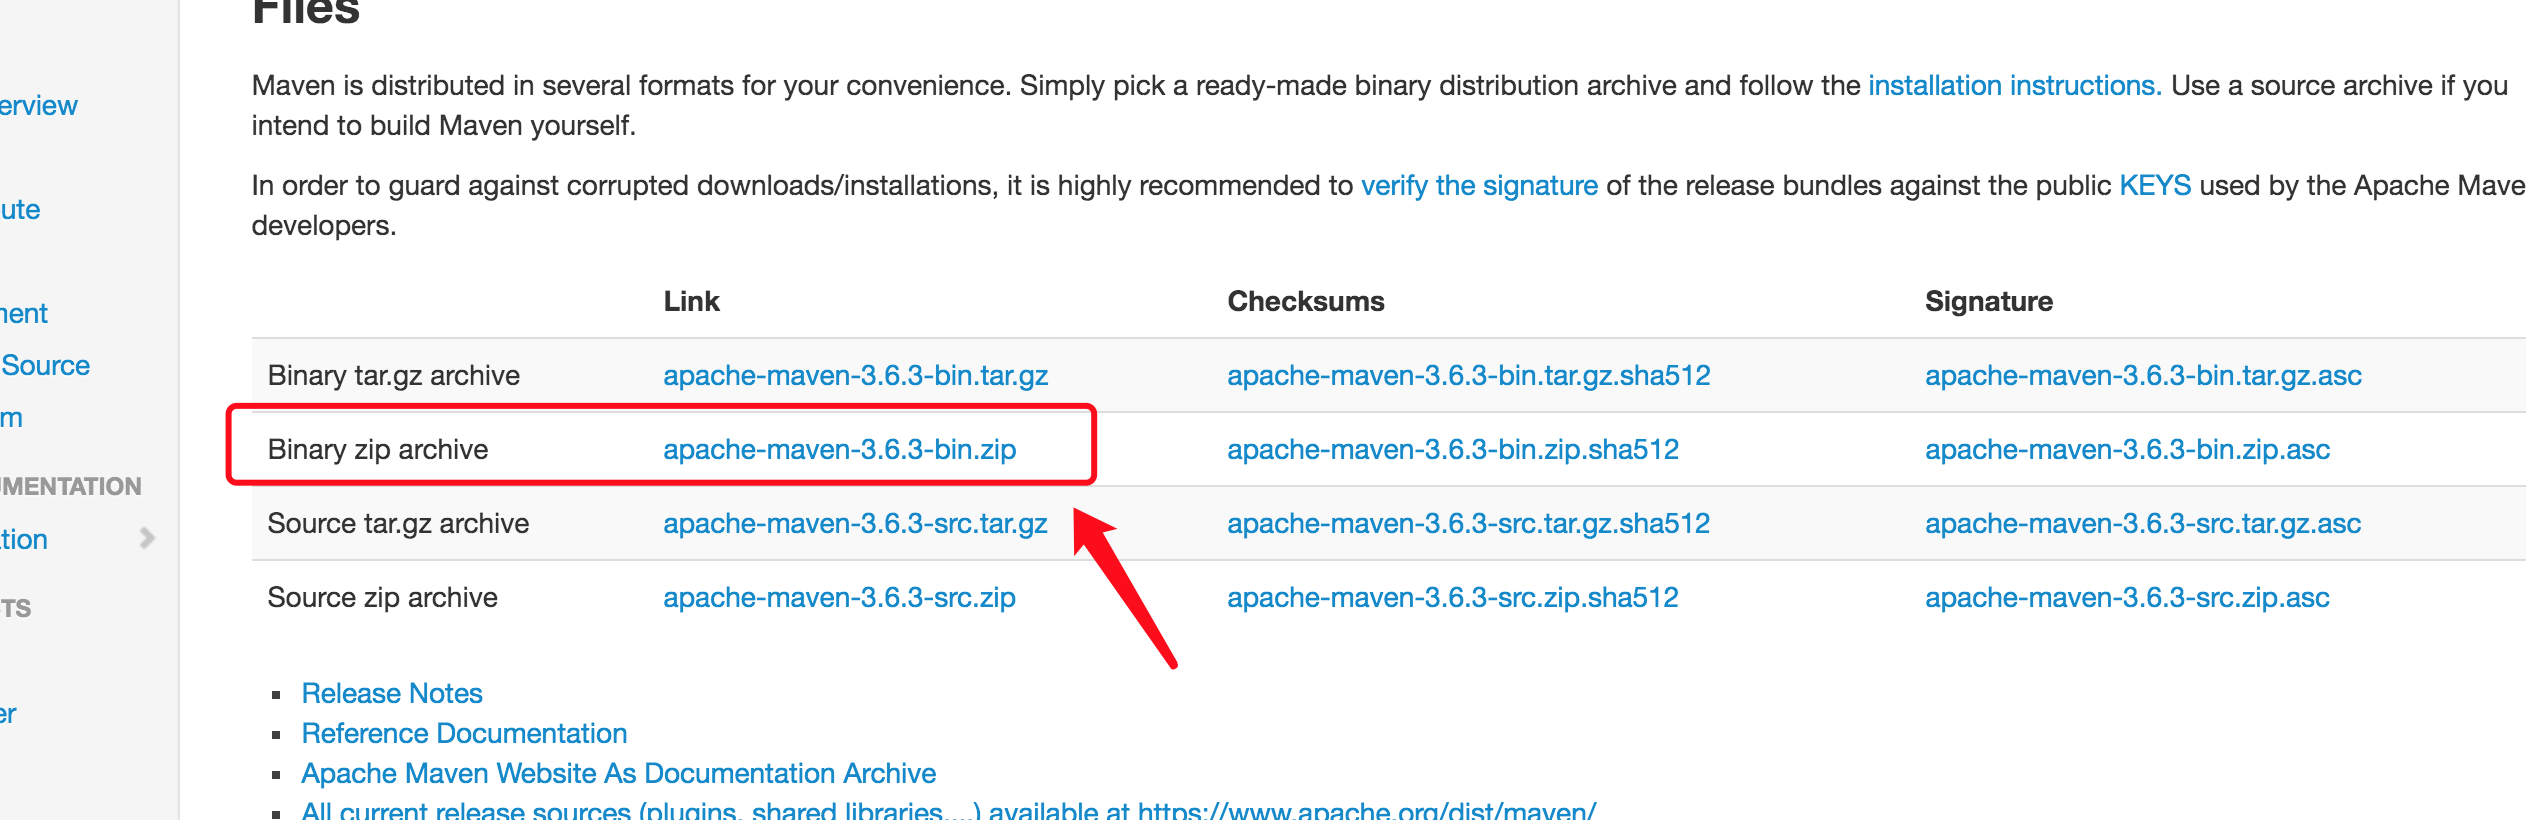 Files
Maven is distributed in several formats for your convenience. Simply pick a ready-made binary distribution archive and follow the installation instructions. Use a source archive if you
intend to build Maven yourself.
In order to guard against corrupted downloads/installations, it is highly recommended to verify the signature of the release bundles against the public KEYS used by the Apache Mave
developers.
erview
ute
nent
Source
m
UMENTATION
tion
TS
er
Link Checksums Signature
Binary tar.gz archive apache-maven-3.6.3-bin.tar.gz apache-maven-3.6.3-bin.tar.gz.sha512 apache-maven-3.6.3-bin.tar.gz.asc
Binary zip archive apache-maven-3.6.3-bin.zip apache-maven-3.6.3-bin.zip.sha512 apache-maven-3.6.3-bin.zip.asc
Source tar.gz archive apache-maven-3.6.3-src.tar.gz apache-maven-3.6.3-src.tar.gz.sha512 apache-maven-3.6.3-src.tar.gz.asc
Source zip archive apache-maven-3.6.3-src.zip apache-maven-3.6.3-src.zip.sha512 apache-maven-3.6.3-src.zip.asc
Release Notes
Reference Documentation
Apache Maven Website As Documentation Archive
All current release sources (plugins, shared libraries,...) available at https://www.apache.org/dist/maven/